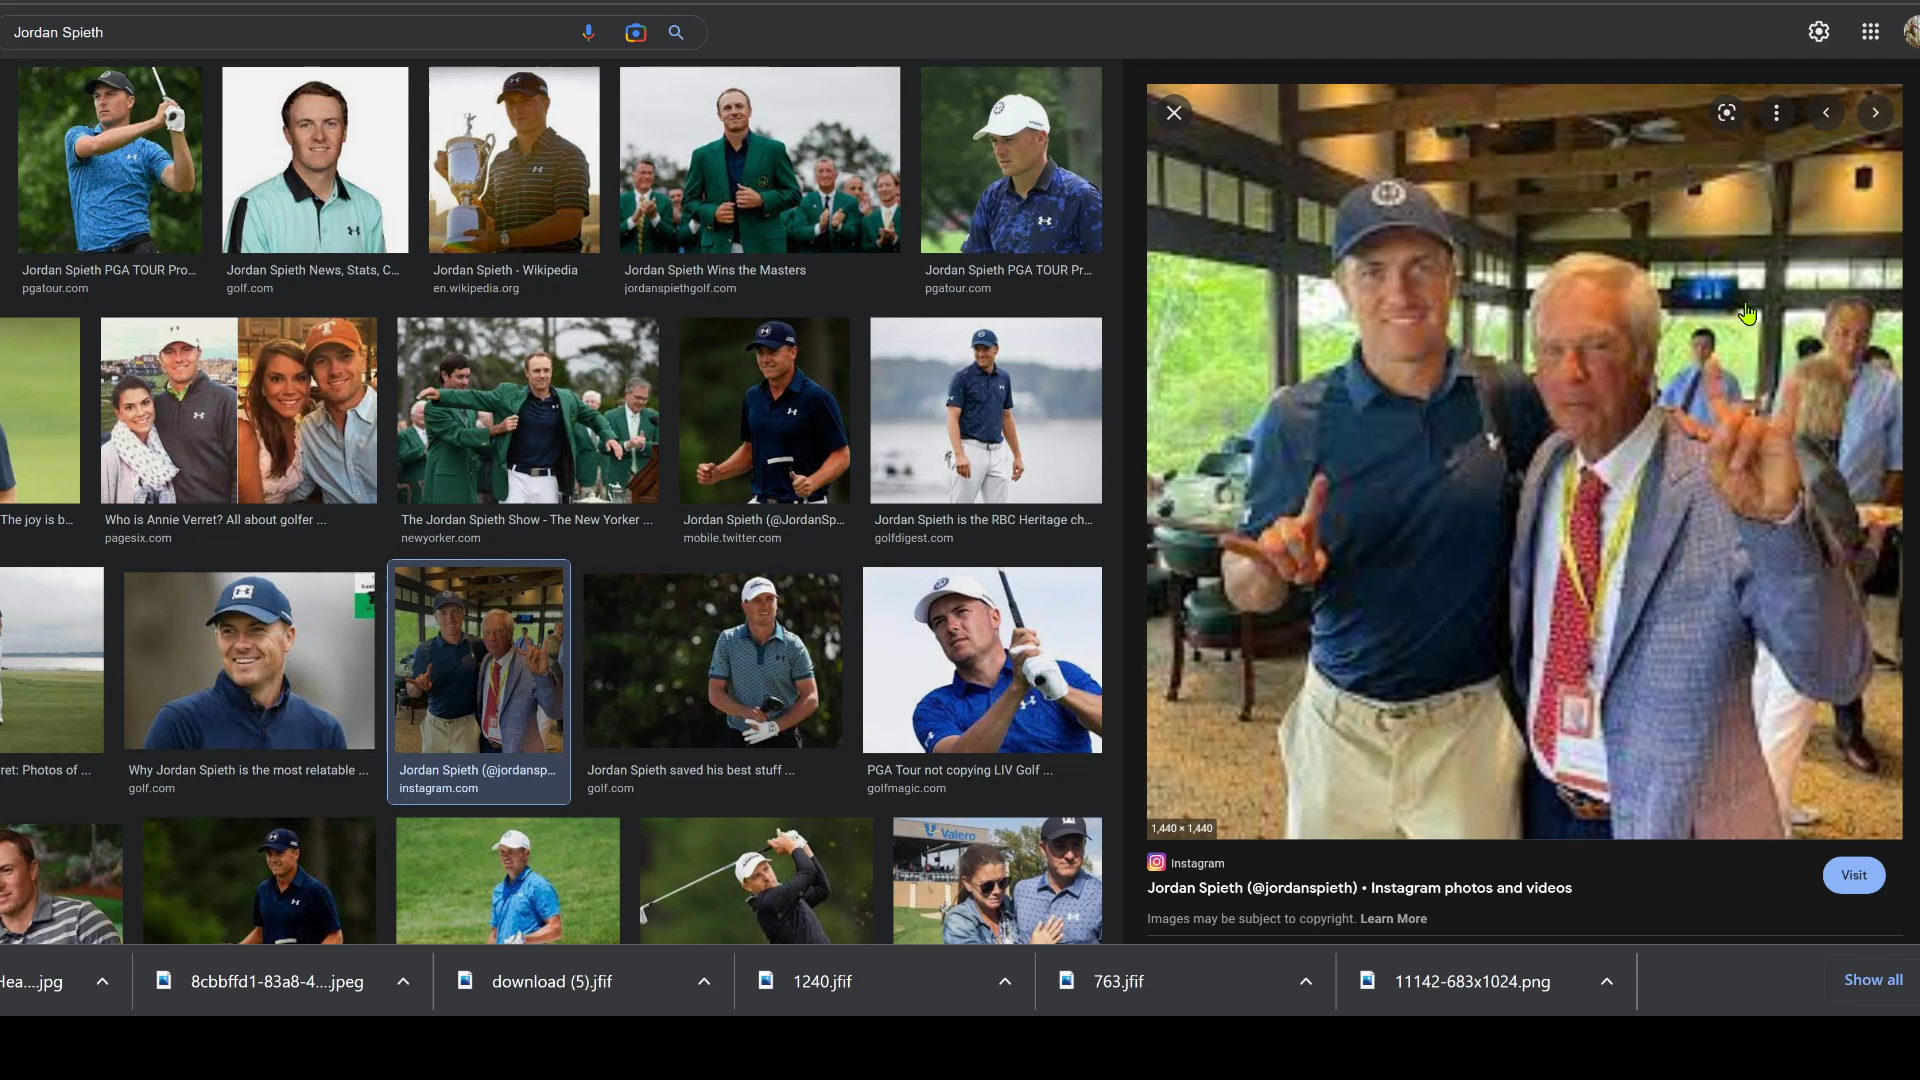 Jordan Spieth
Jordan Spieth PGA TOUR Pro...
pgatour.com
Jordan Spieth News, Stats, C...
golf.com
Jordan Spieth - Wikipedia
en.wikipedia.org
Jordan Spieth Wins the Masters
jordanspiethgolf.com
Jordan Spieth PGA TOUR Pr...
pgatour.com
The joy is b...
Who is Annie Verret? All about golfer ...
pagesix.com
The Jordan Spieth Show - The New Yorker ...
newyorker.com
Jordan Spieth (@JordanSp...
mobile.twitter.com
Jordan Spieth is the RBC Heritage ch...
golfdigest.com
ret: Photos of ...
Why Jordan Spieth is the most relatable ...
golf.com
Jordan Spieth (@jordansp...
instagram.com
Jordan Spieth saved his best stuff ...
golf.com
PGA Tour not copying LIV Golf ...
golfmagic.com
Valero
1,440 × 1,440
Instagram
Jordan Spieth (@jordanspieth) • Instagram photos and videos
Visit
Images may be subject to copyright. Learn More
Hea....jpg
8cbbffd1-83a8-4....jpeg
download (5).jfif
1240.jfif
763.jfif
11142-683x1024.png
Show all